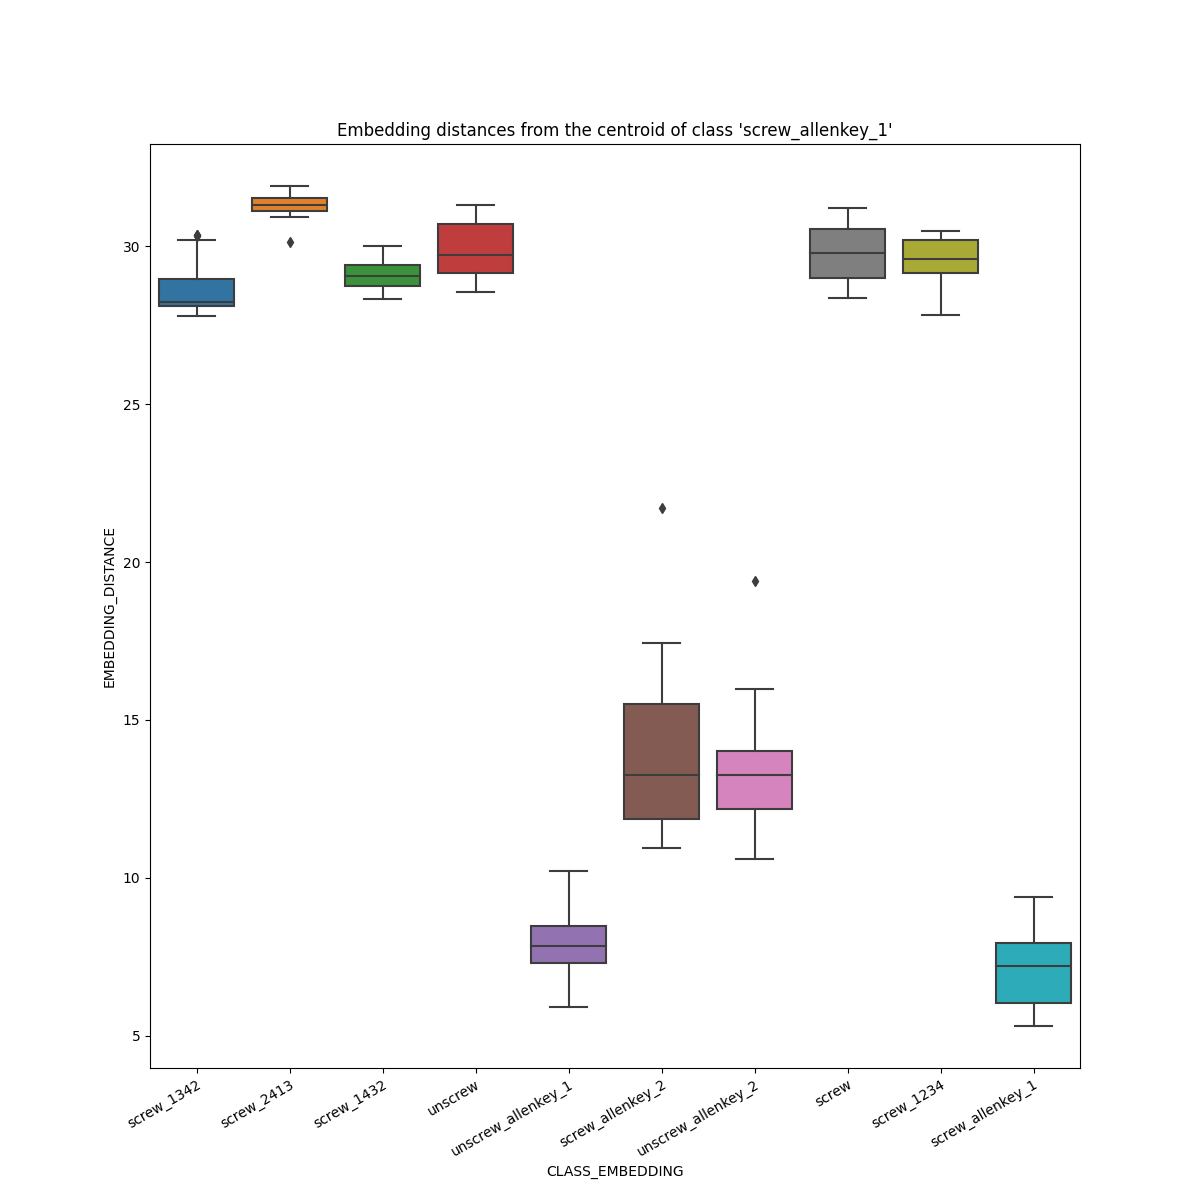 Embedding distances from the centroid of class 'screw_allenkey_1'
30
25
20
15
10
5
EMBEDDING_DISTANCE
screw_1342
screw_2413
screw_1432
unscrew
unscrew_allenkey_1
screw_allenkey_2
unscrew_allenkey_2
screw
screw_1234
screw_allenkey_1
CLASS_EMBEDDING